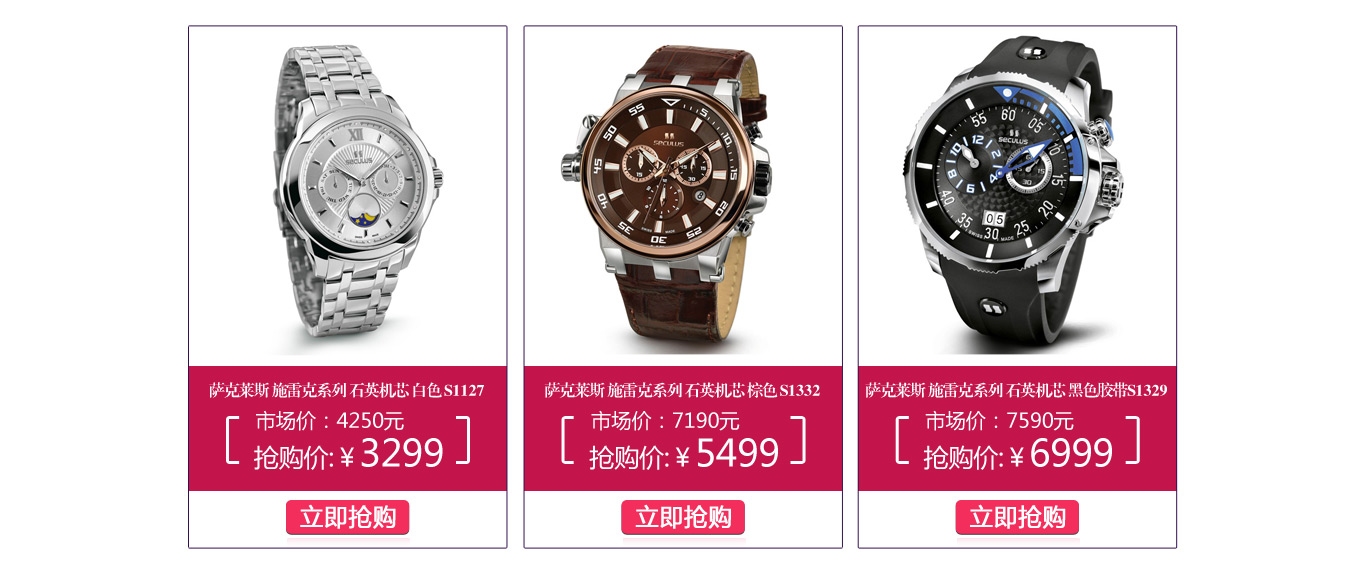 SECULUS
SECULUS
SECULUS
萨克莱斯 施雷克系列 石英机芯 白色 S1127
市场价：4250元
抢购价:￥3299
立即抢购
萨克莱斯 施雷克系列 石英机芯 棕色 S1332
市场价：7190元
抢购价:￥5499
立即抢购
萨克莱斯 施雷克系列 石英机芯 黑色胶带S1329
市场价：7590元
抢购价:￥6999
立即抢购